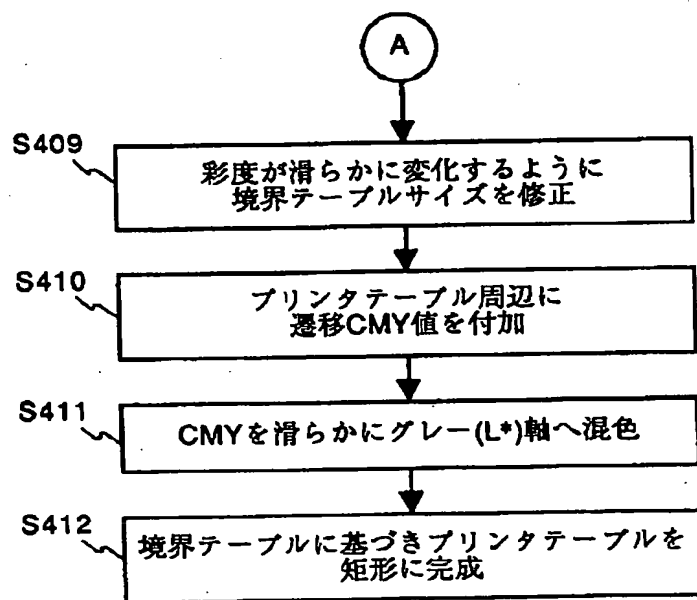 A
S409
彩度が滑らかに変化するように
境界テーブルサイズを修正
S410
プリンタテーブル周辺に
遷移CMY値を付加
S411
CMYを滑らかにグレー(L*)軸へ混色
S412
境界テーブルに基づきプリンタテーブルを
矩形に完成